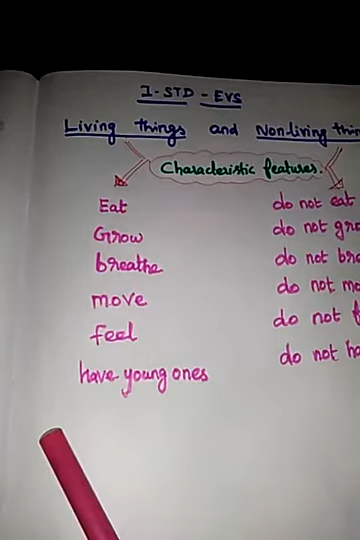 I-STD-EVS
Living things and Non-living
Characteristic features.
Eat do not eat
Grow do not
breathe do not
move do not
feel do not
have young ones do not